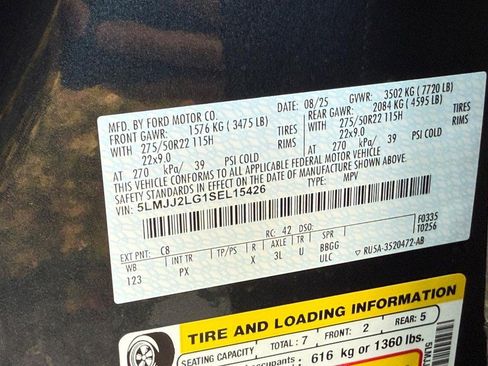 MFD. BY FORD MOTOR CO. DATE: 08/25 GVWR: 3502 KG (7720 LB)
FRONT GAWR: 1576 KG (3475 LB) REAR GAWR: 2084 KG (4595 LB)
WITH 275/50R22 115H TIRES WITH 275/50R22 115H TIRES
22x9.0 22x9.0
AT 270 kPa/ 39 PSI COLD AT 270 kPa/ 39 PSI COLD
THIS VEHICLE CONFORMS TO ALL APPLICABLE FEDERAL MOTOR VEHICLE
SAFETY STANDARDS IN EFFECT ON THE DATE OF MANUFACTURE SHOWN ABOVE.
VIN: 5LMJJ2LG1SEL15426 TYPE: MPV
F0335
T0256
EXT PNT: C8 RC: 42 DSO:
WB INT TR TP/PS R AXLE TR SPR
123 PX X 3L U BBGG
ULC RU5A-3520472-AB
TIRE AND LOADING INFORMATION
SEATING CAPACITY TOTAL: 7 FRONT: 2 REAR: 5
616 kg or 1360 lbs.